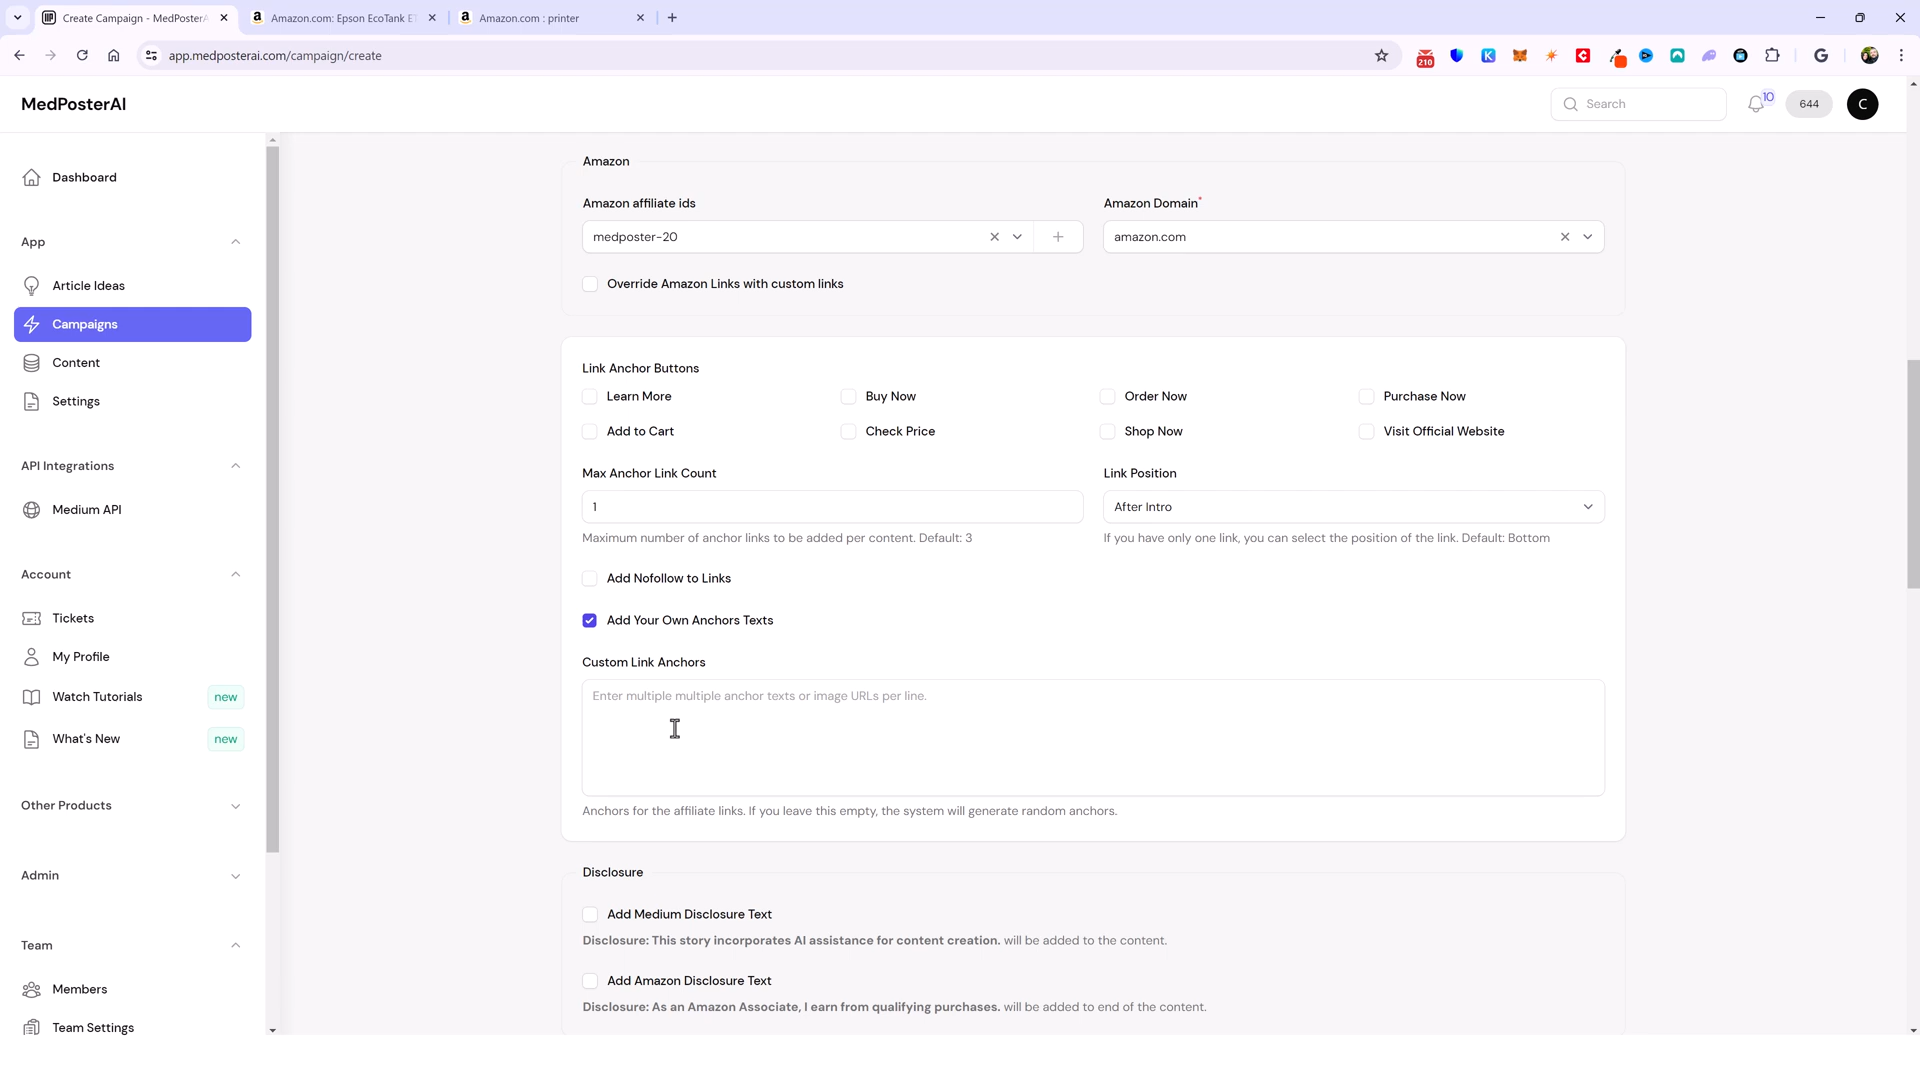 Create Campaign - MedPosterA
Amazon.com: Epson EcoTank ET
Amazon.com : printer
app.medposterai.com/campaign/create
210
MedPosterAI
Search
10
644
C
Dashboard
App
Article Ideas
Campaigns
Content
Settings
API Integrations
Medium API
Account
Tickets
My Profile
Watch Tutorials new
What's New new
Other Products
Admin
Team
Members
Team Settings
Amazon
Amazon affiliate ids
Amazon Domain*
medposter-20
amazon.com
Override Amazon Links with custom links
Link Anchor Buttons
Learn More Buy Now Order Now Purchase Now
Add to Cart Check Price Shop Now Visit Official Website
Max Anchor Link Count
Link Position
1
After Intro
Maximum number of anchor links to be added per content. Default: 3
If you have only one link, you can select the position of the link. Default: Bottom
Add Nofollow to Links
Add Your Own Anchors Texts
Custom Link Anchors
Enter multiple multiple anchor texts or image URLs per line.
Anchors for the affiliate links. If you leave this empty, the system will generate random anchors.
Disclosure
Add Medium Disclosure Text
Disclosure: This story incorporates AI assistance for content creation. will be added to the content.
Add Amazon Disclosure Text
Disclosure: As an Amazon Associate, I earn from qualifying purchases. will be added to end of the content.